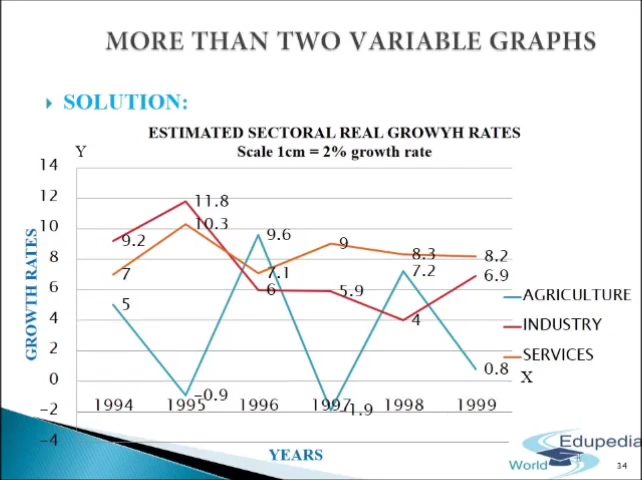 MORE THAN TWO VARIABLE GRAPHS
SOLUTION:
ESTIMATED SECTORAL REAL GROWYH RATES
Scale 1cm = 2% growth rate
Y
14
12
10
8
6
4
2
0
−2
−4
GROWTH RATES
9.2
7
5
11.8
10.3
−0.9
9.6
7.1
6
9
5.9
−1.9
8.3
7.2
4
8.2
6.9
0.8
1994 1995 1996 1997 1998 1999
X
YEARS
AGRICULTURE
INDUSTRY
SERVICES
Edupedia
World
34